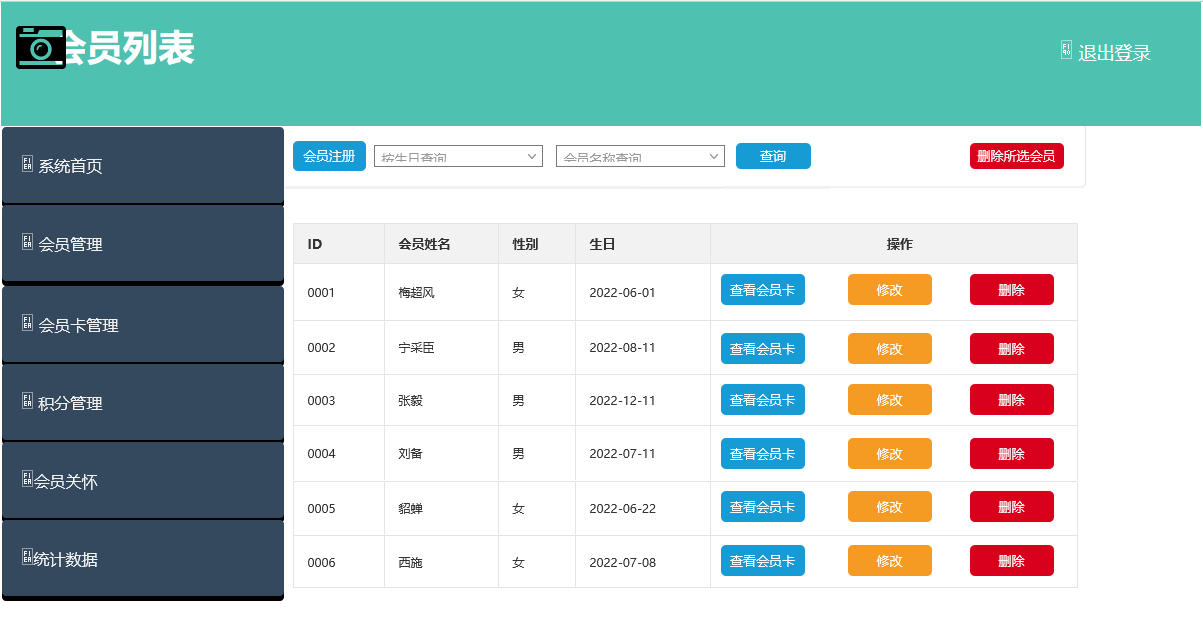 会员列表
退出登录
系统首页
会员管理
会员卡管理
积分管理
会员关怀
统计数据
会员注册 按生日查询 会员名称查询 查询 删除所选会员
ID 会员姓名 性别 生日 操作
0001 梅超风 女 2022-06-01 查看会员卡 修改 删除
0002 宁采臣 男 2022-08-11 查看会员卡 修改 删除
0003 张毅 男 2022-12-11 查看会员卡 修改 删除
0004 刘备 男 2022-07-11 查看会员卡 修改 删除
0005 貂蝉 女 2022-06-22 查看会员卡 修改 删除
0006 西施 女 2022-07-08 查看会员卡 修改 删除